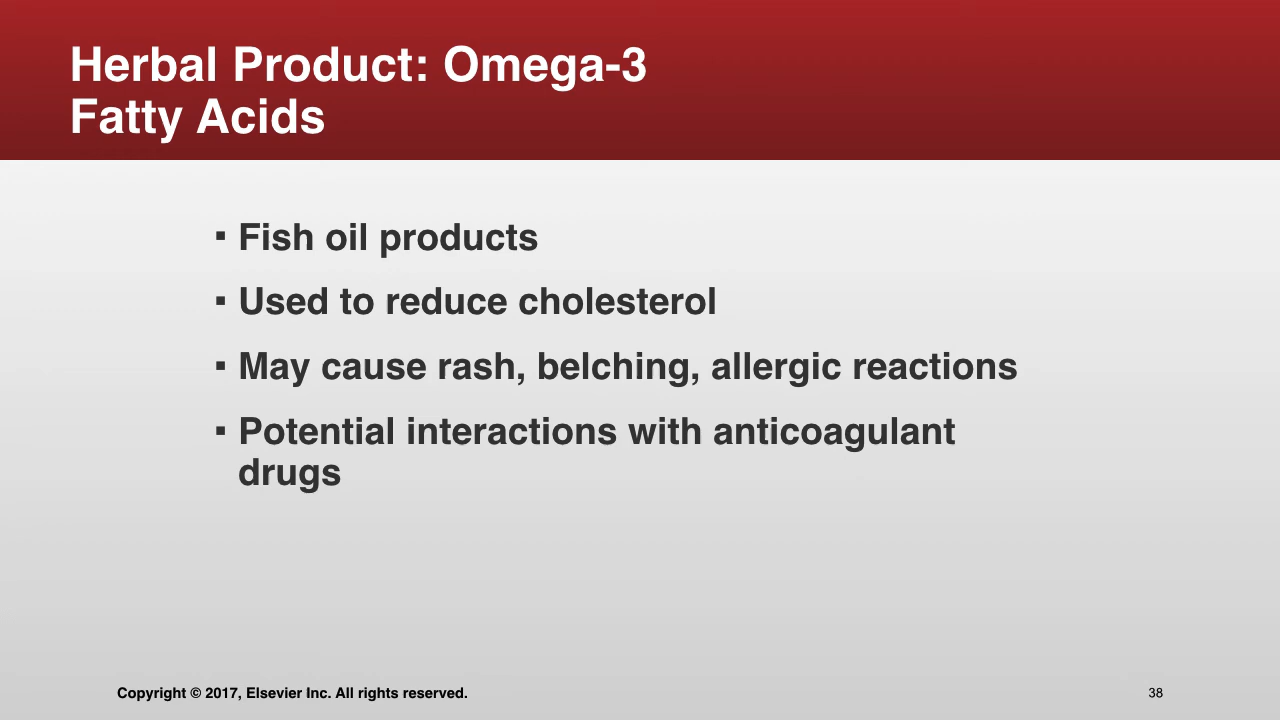 Herbal Product: Omega-3
Fatty Acids
▪ Fish oil products
▪ Used to reduce cholesterol
▪ May cause rash, belching, allergic reactions
▪ Potential interactions with anticoagulant
drugs
Copyright © 2017, Elsevier Inc. All rights reserved.
38